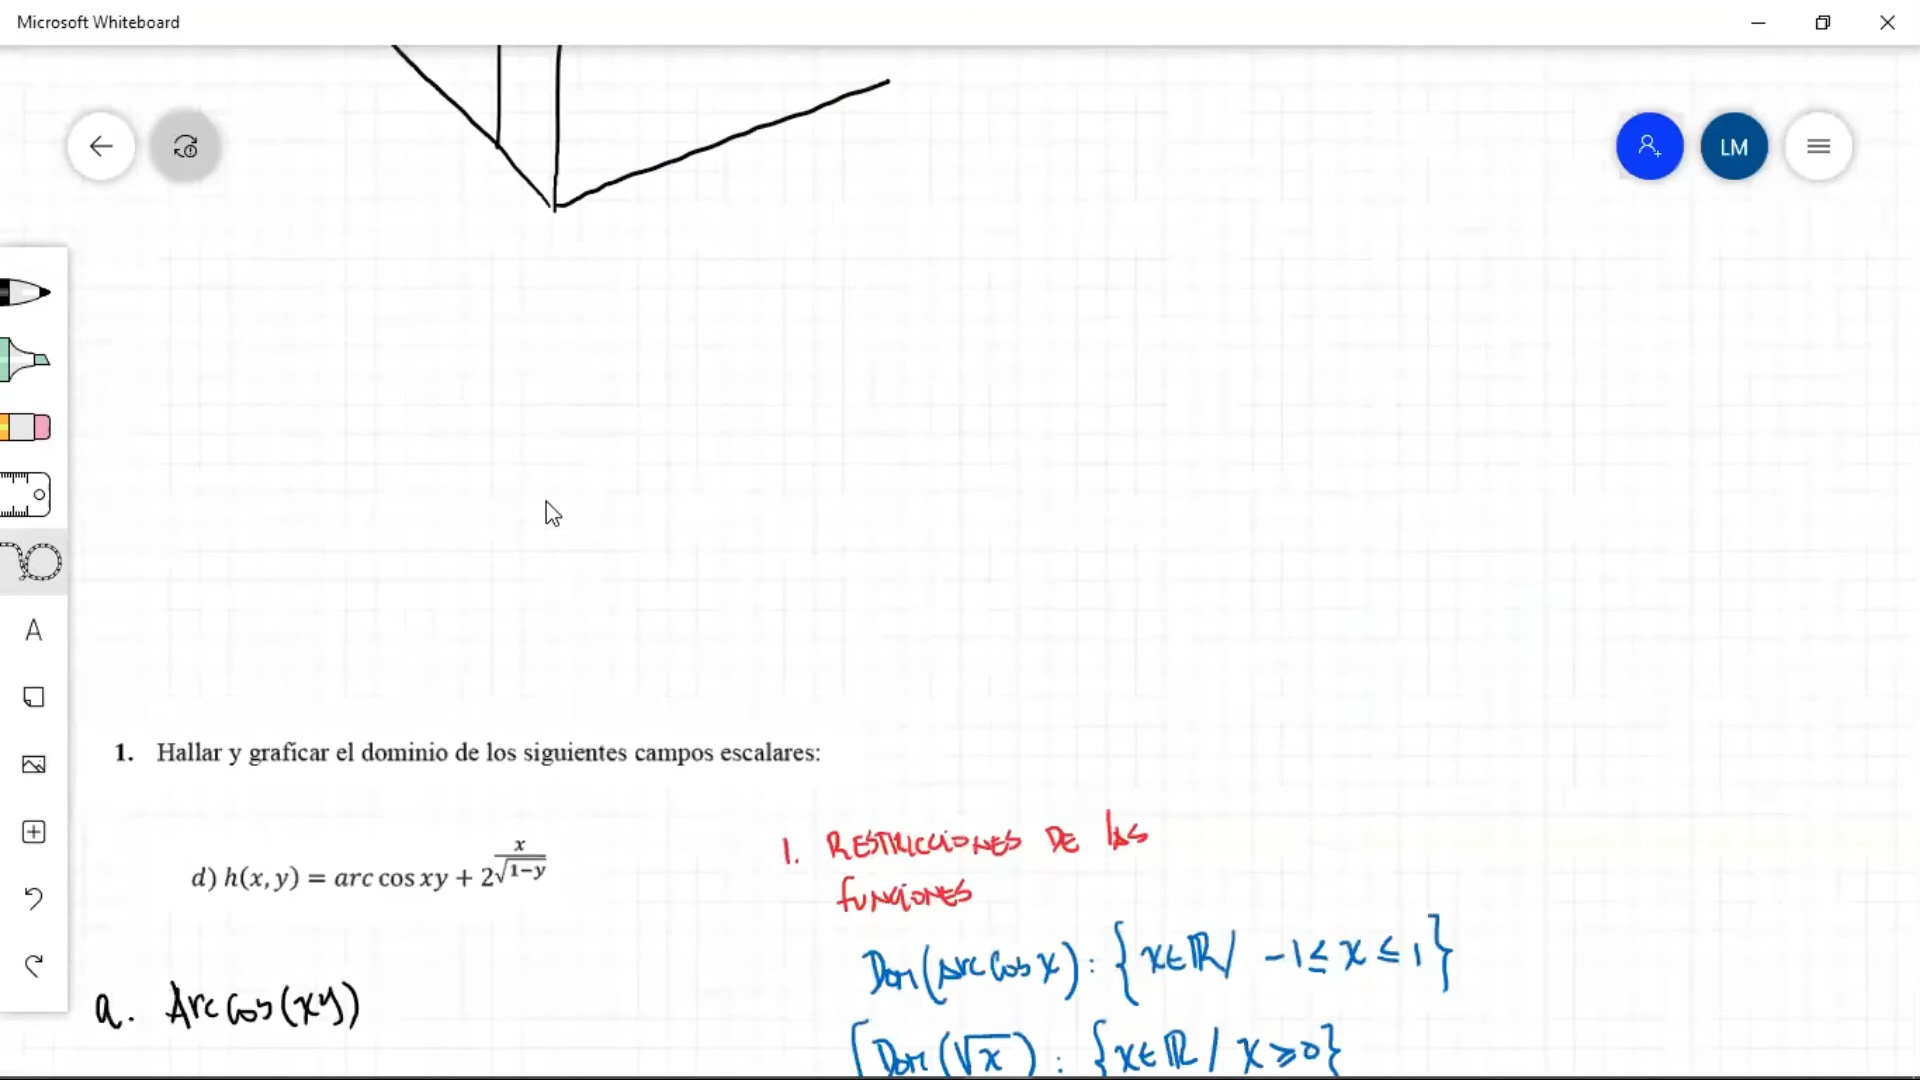 Microsoft Whiteboard
LM
A
1. Hallar y graficar el dominio de los siguientes campos escalares:
d) h(x, y) = arc cos xy + 2^{x/√(1−y)}
1. RESTRICCIONES DE LAS
FUNCIONES
Dom(Arc Cos x): {x∈ℝ/ -1≤ x ≤ 1}
a. Arc Cos(xy)
[Dom(√x): {x∈ℝ/ x≥0}